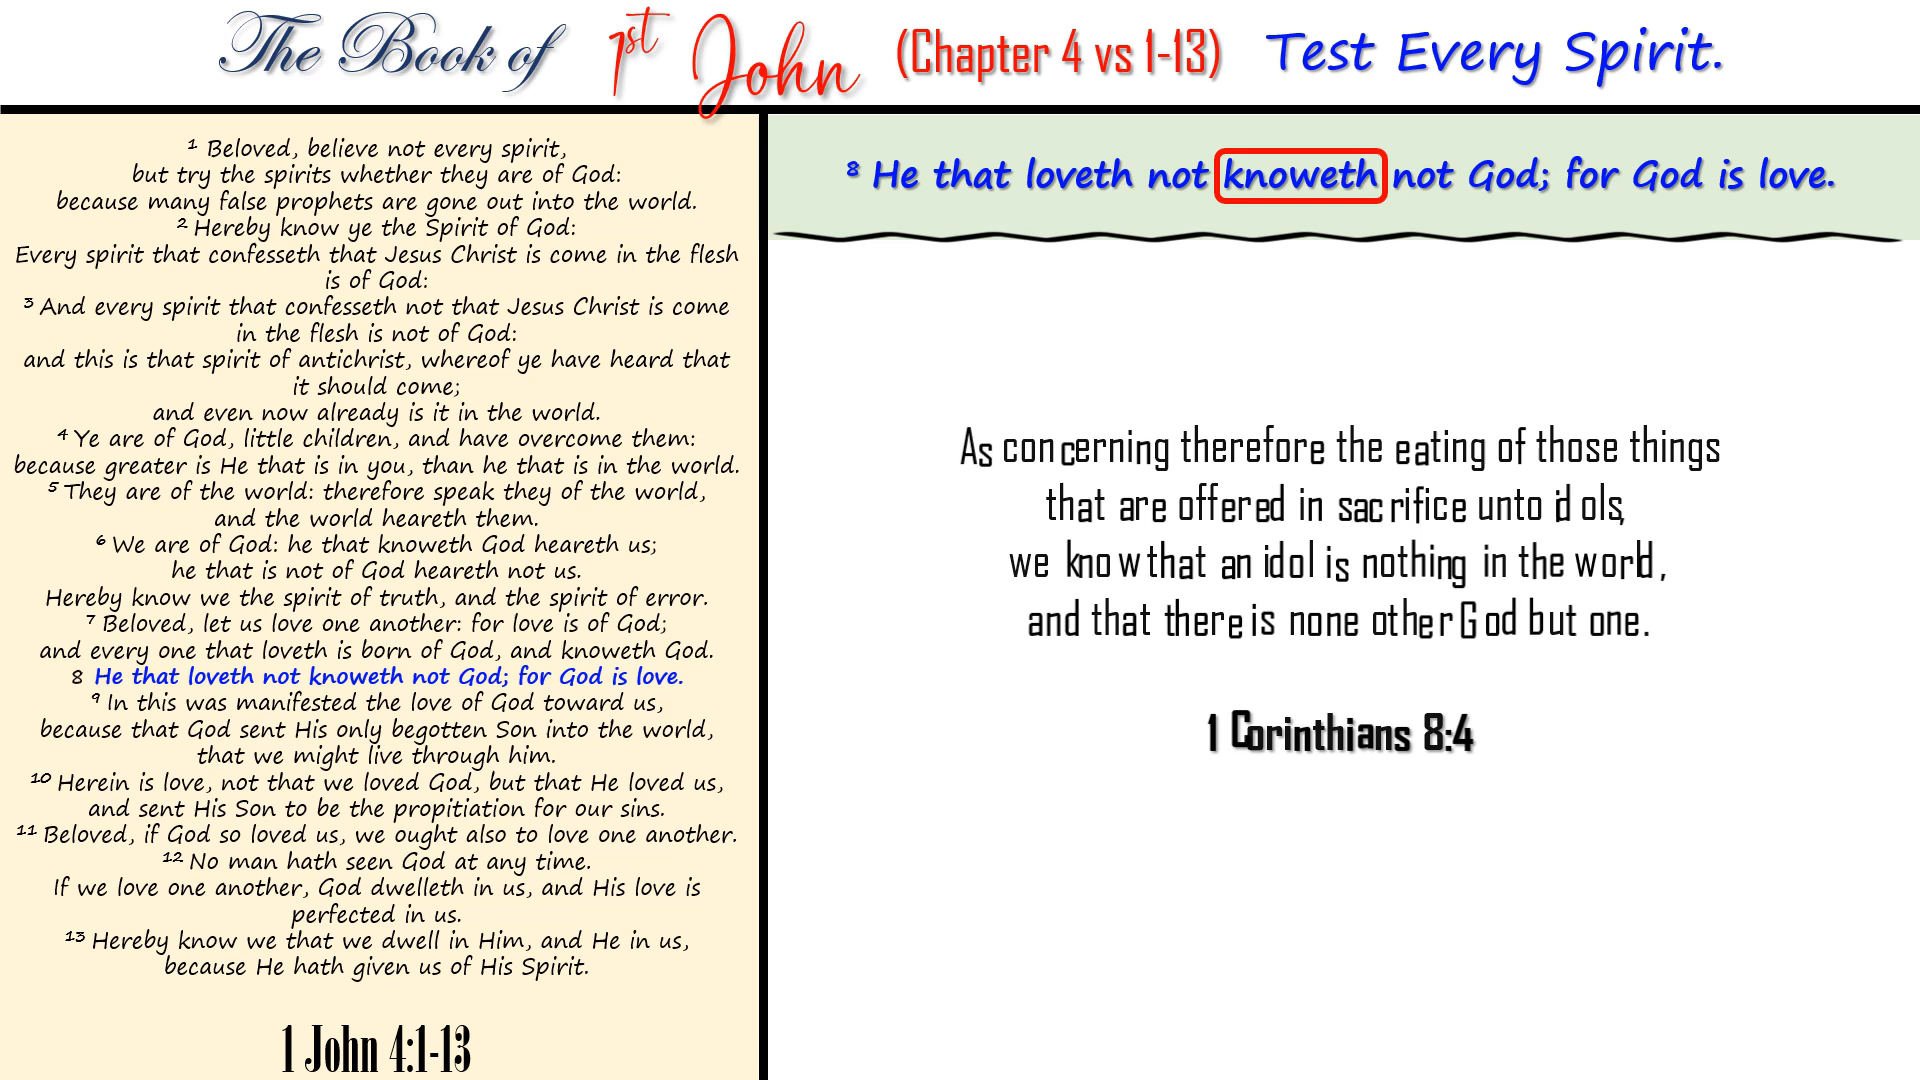 The Book of 1st John (Chapter 4 vs 1-13) Test Every Spirit.
1 Beloved, believe not every spirit,
but try the spirits whether they are of God:
because many false prophets are gone out into the world.
2 Hereby know ye the Spirit of God:
Every spirit that confesseth that Jesus Christ is come in the flesh
is of God:
3 And every spirit that confesseth not that Jesus Christ is come
in the flesh is not of God:
and this is that spirit of antichrist, whereof ye have heard that
it should come;
and even now already is it in the world.
4 Ye are of God, little children, and have overcome them:
because greater is He that is in you, than he that is in the world.
5 They are of the world: therefore speak they of the world,
and the world heareth them.
6 We are of God: he that knoweth God heareth us;
he that is not of God heareth not us.
Hereby know we the spirit of truth, and the spirit of error.
7 Beloved, let us love one another: for love is of God;
and every one that loveth is born of God, and knoweth God.
8 He that loveth not knoweth not God; for God is love.
9 In this was manifested the love of God toward us,
because that God sent His only begotten Son into the world,
that we might live through him.
10 Herein is love, not that we loved God, but that He loved us,
and sent His Son to be the propitiation for our sins.
11 Beloved, if God so loved us, we ought also to love one another.
12 No man hath seen God at any time.
If we love one another, God dwelleth in us, and His love is
perfected in us.
13 Hereby know we that we dwell in Him, and He in us,
because He hath given us of His Spirit.
1 John 4:1-13
8 He that loveth not knoweth not God; for God is love.
As concerning therefore the eating of those things
that are offered in sacrifice unto idols,
we know that an idol is nothing in the world,
and that there is none other God but one.
1 Corinthians 8:4